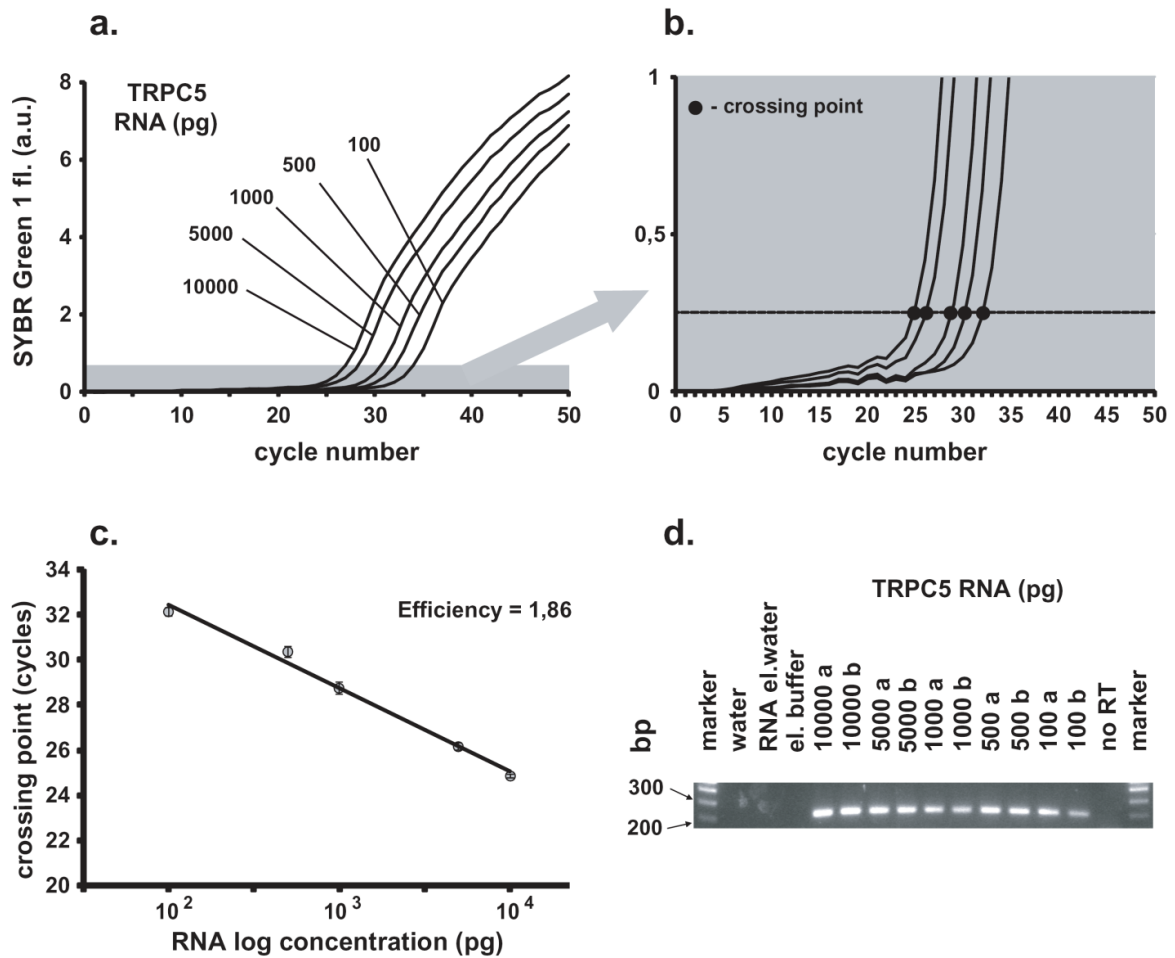 a.
TRPC5
RNA (pg)
SYBR Green 1 fl. (a.u.)
8
6
4
2
0
100
500
1000
5000
10000
0 10 20 30 40 50
cycle number
b.
1
0,5
0
- crossing point
0 5 10 15 20 25 30 35 40 45 50
cycle number
c.
34
32
30
28
26
24
22
20
crossing point (cycles)
Efficiency = 1,86
10 2 10 3 10 4
RNA log concentration (pg)
d.
TRPC5 RNA (pg)
bp
marker
water
RNA el.water
el. buffer
10000 a
10000 b
5000 a
5000 b
1000 a
1000 b
500 a
500 b
100 a
100 b
no RT
marker
300
200